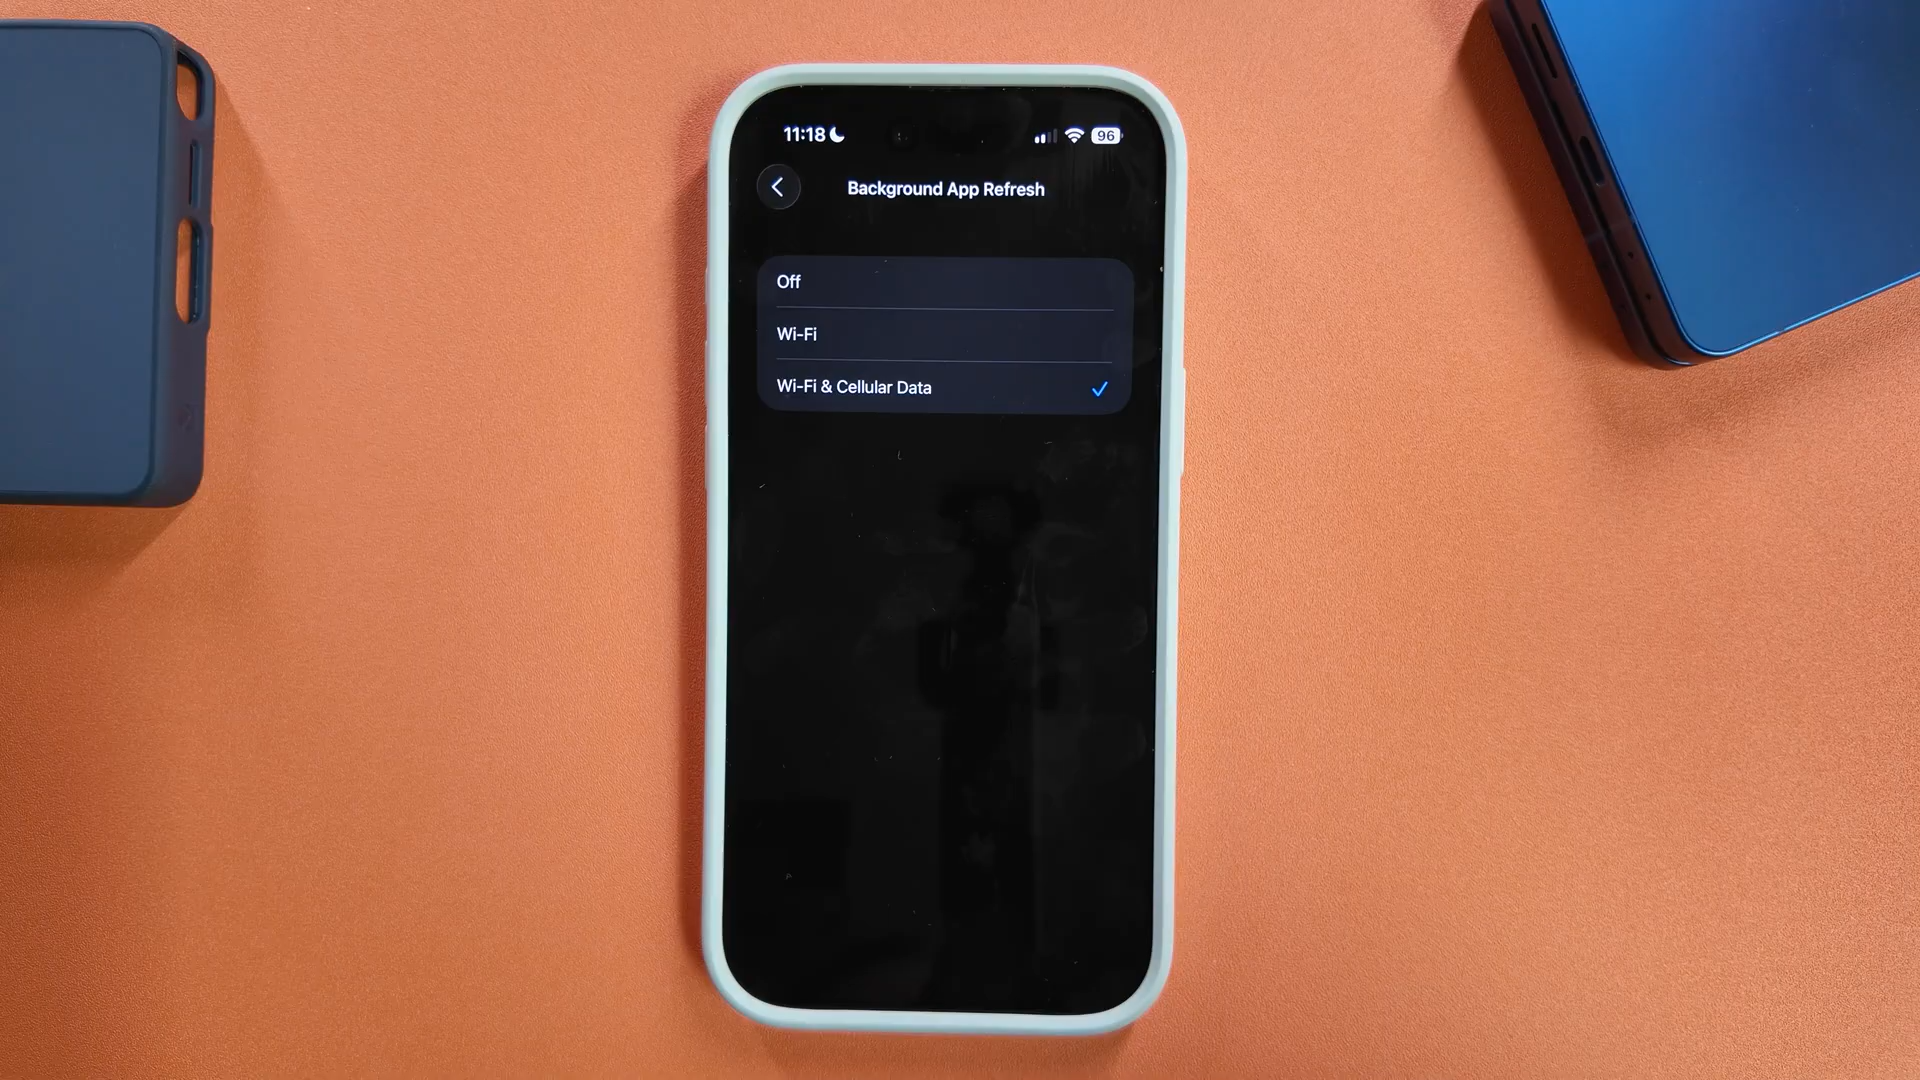 11:18
96
Background App Refresh
Off
Wi-Fi
Wi-Fi & Cellular Data